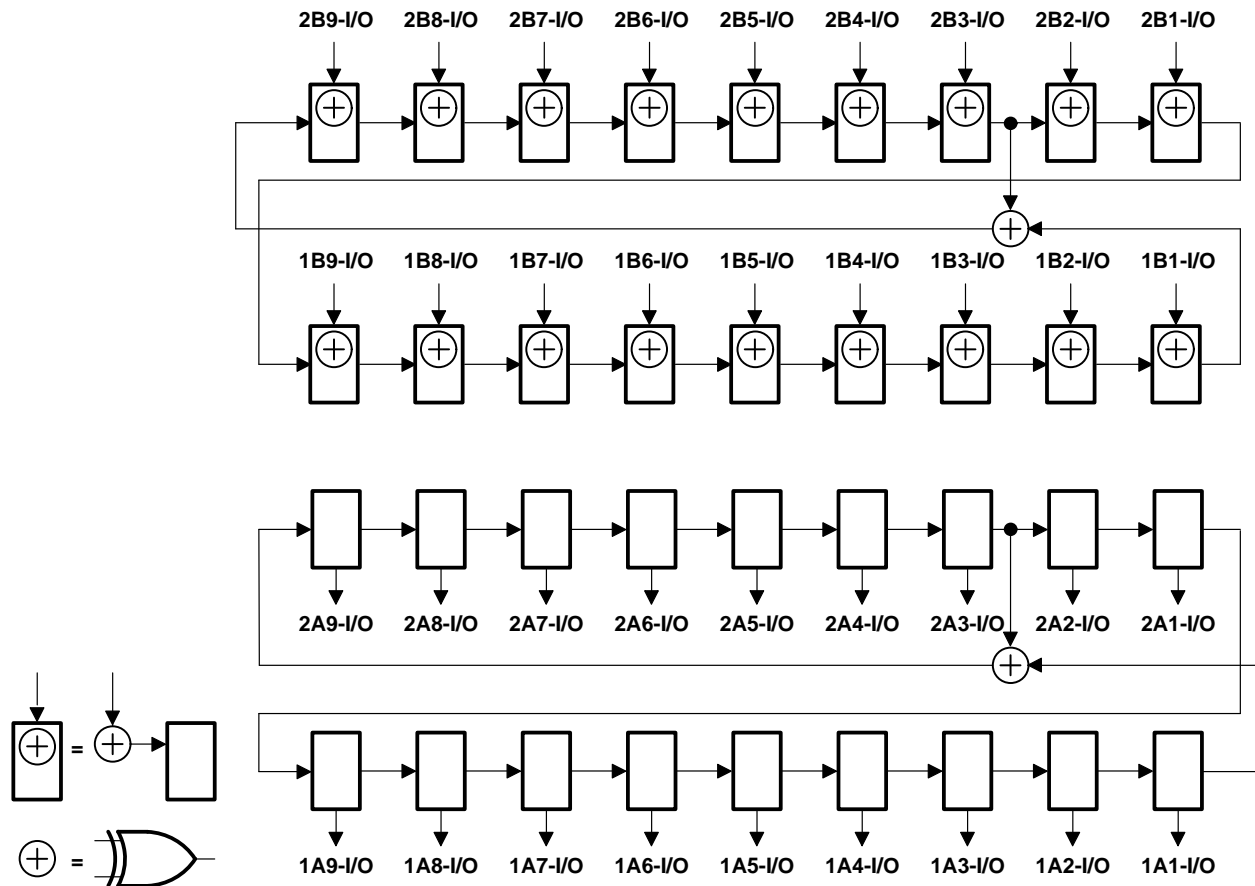 2B9-I/O 2B8-I/O 2B7-I/O 2B6-I/O 2B5-I/O 2B4-I/O 2B3-I/O 2B2-I/O 2B1-I/O
1B9-I/O 1B8-I/O 1B7-I/O 1B6-I/O 1B5-I/O 1B4-I/O 1B3-I/O 1B2-I/O 1B1-I/O
2A9-I/O 2A8-I/O 2A7-I/O 2A6-I/O 2A5-I/O 2A4-I/O 2A3-I/O 2A2-I/O 2A1-I/O
=
=
1A9-I/O 1A8-I/O 1A7-I/O 1A6-I/O 1A5-I/O 1A4-I/O 1A3-I/O 1A2-I/O 1A1-I/O